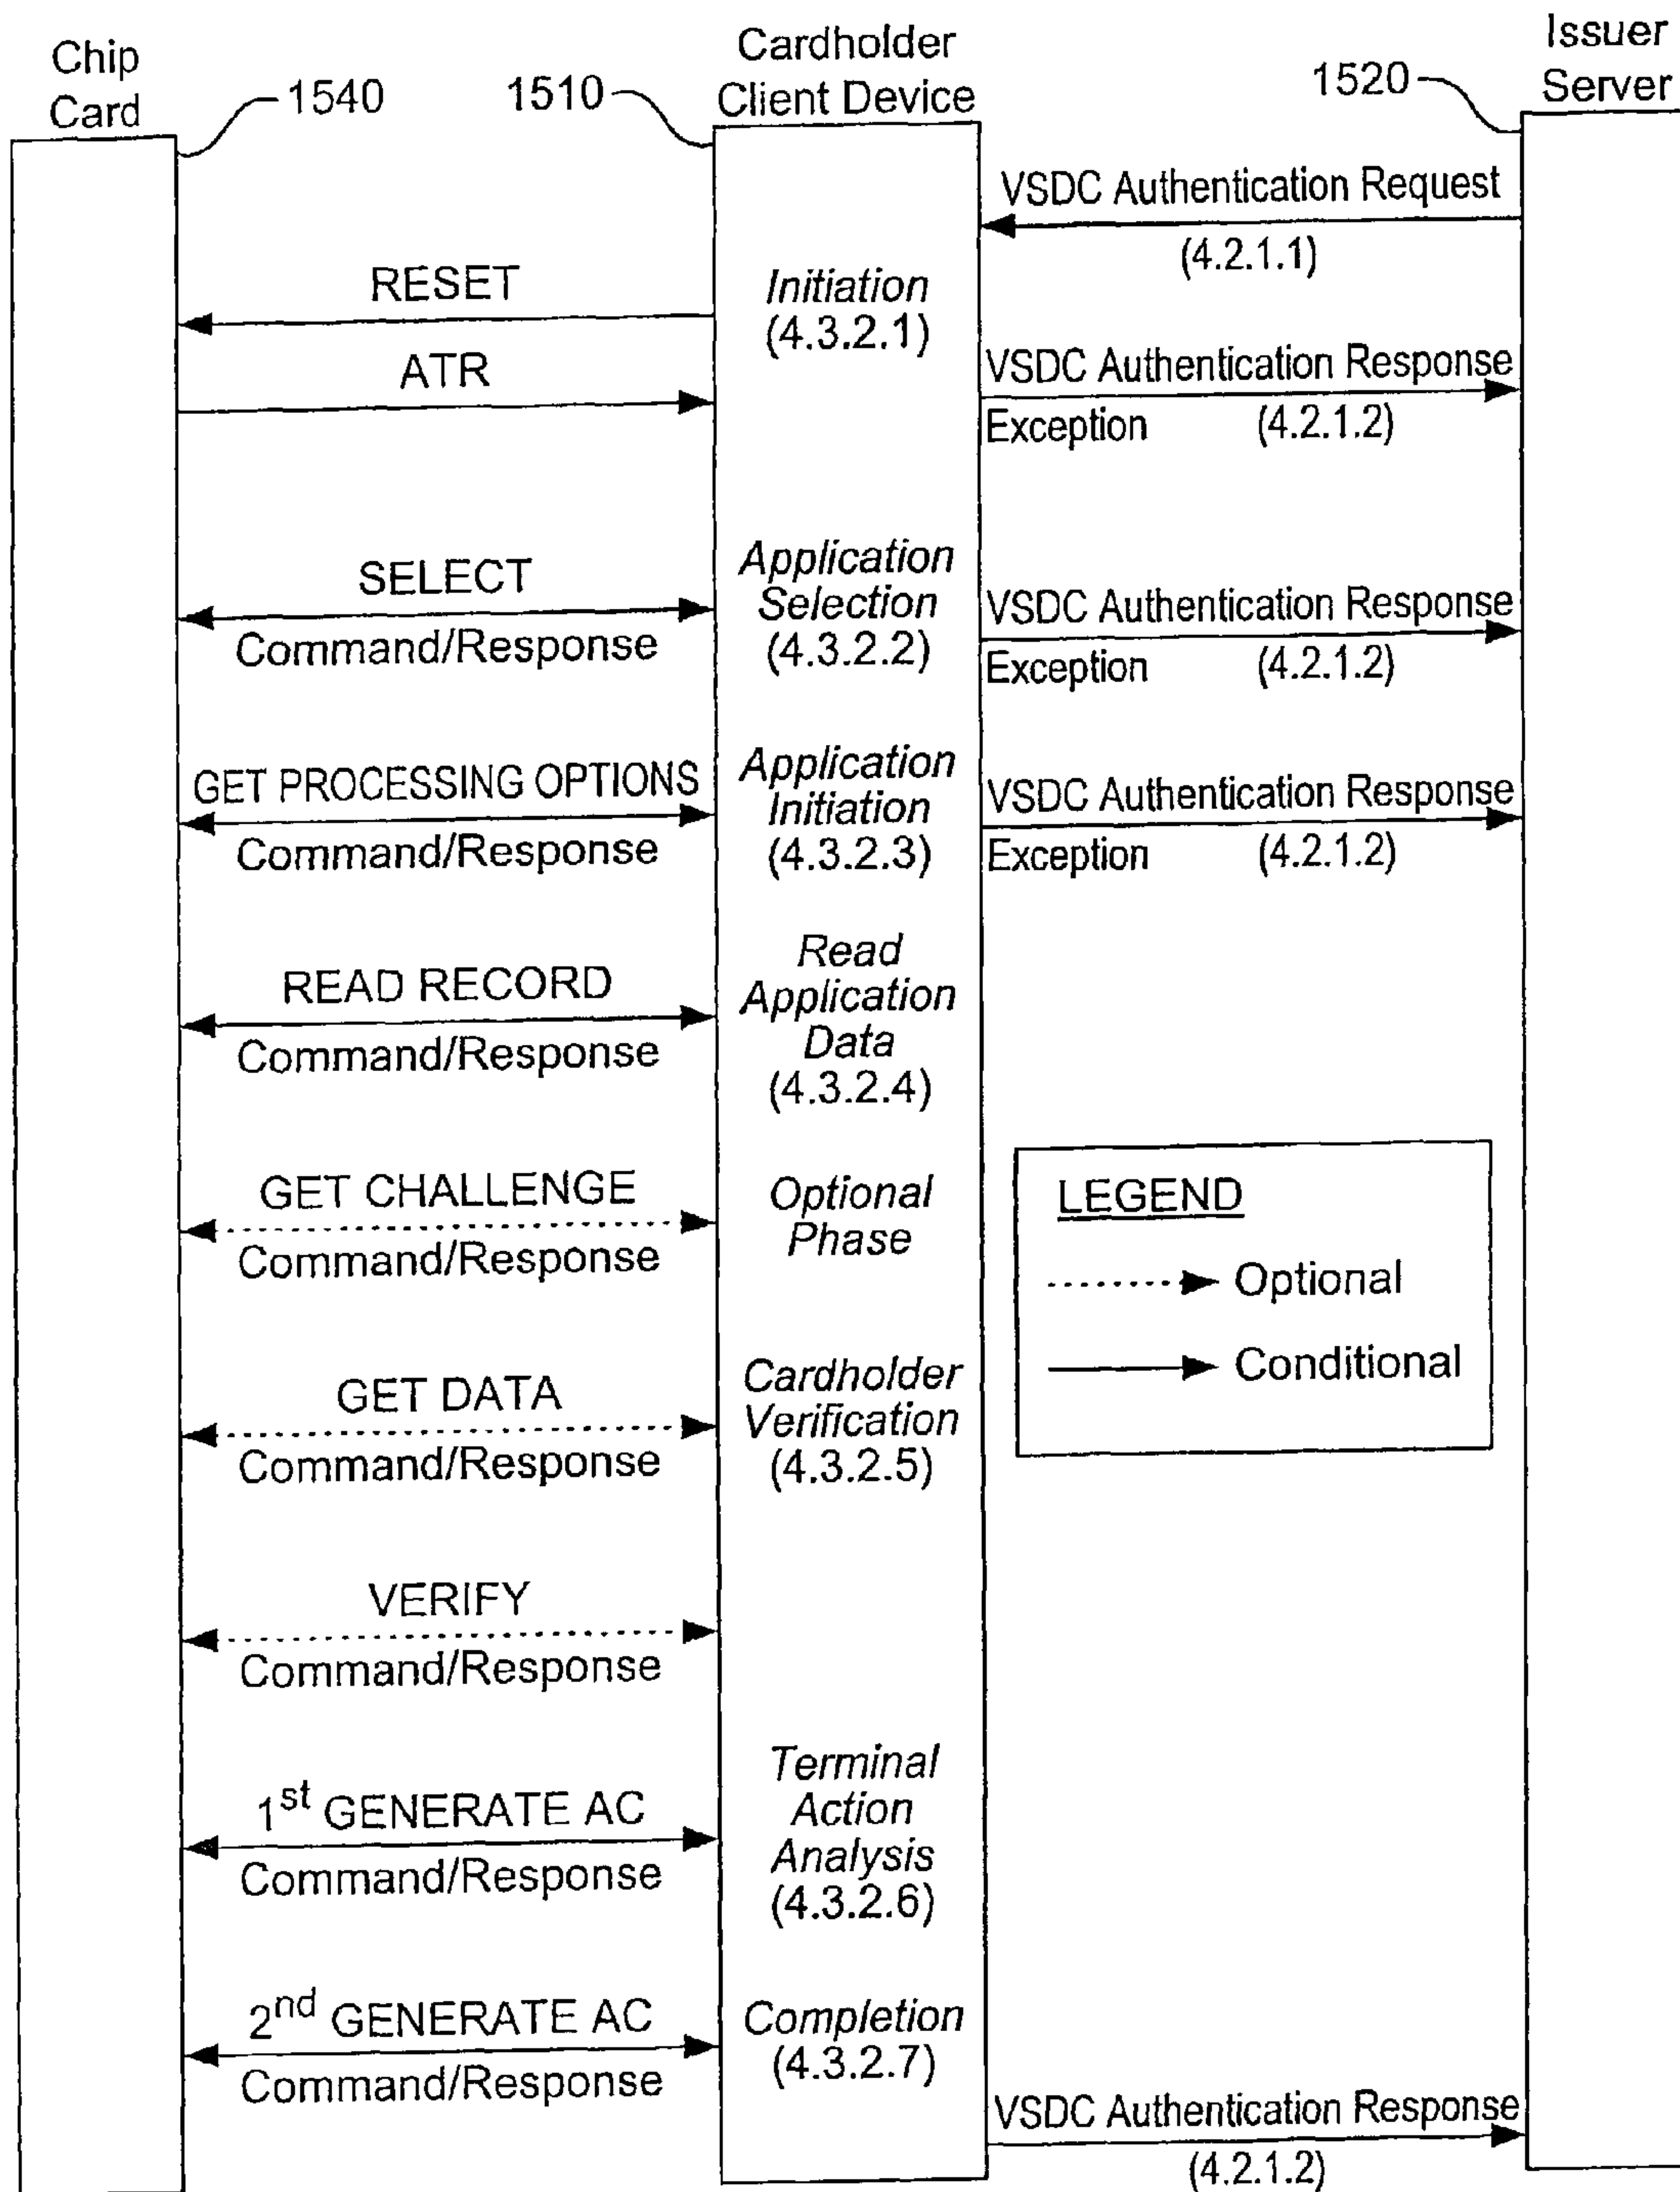 Chip
Card
1540
1510
Cardholder
Client Device
1520
Issuer
Server
VSDC Authentication Request
(4.2.1.1)
RESET
Initiation
(4.3.2.1)
ATR
VSDC Authentication Response
Exception (4.2.1.2)
SELECT
Command/Response
Application
Selection
(4.3.2.2)
VSDC Authentication Response
Exception (4.2.1.2)
GET PROCESSING OPTIONS
Command/Response
Application
Initiation
(4.3.2.3)
VSDC Authentication Response
Exception (4.2.1.2)
READ RECORD
Command/Response
Read
Application
Data
(4.3.2.4)
GET CHALLENGE
Command/Response
Optional
Phase
LEGEND
Optional
Conditional
GET DATA
Command/Response
Cardholder
Verification
(4.3.2.5)
VERIFY
Command/Response
1st GENERATE AC
Command/Response
Terminal
Action
Analysis
(4.3.2.6)
2nd GENERATE AC
Command/Response
Completion
(4.3.2.7)
VSDC Authentication Response
(4.2.1.2)